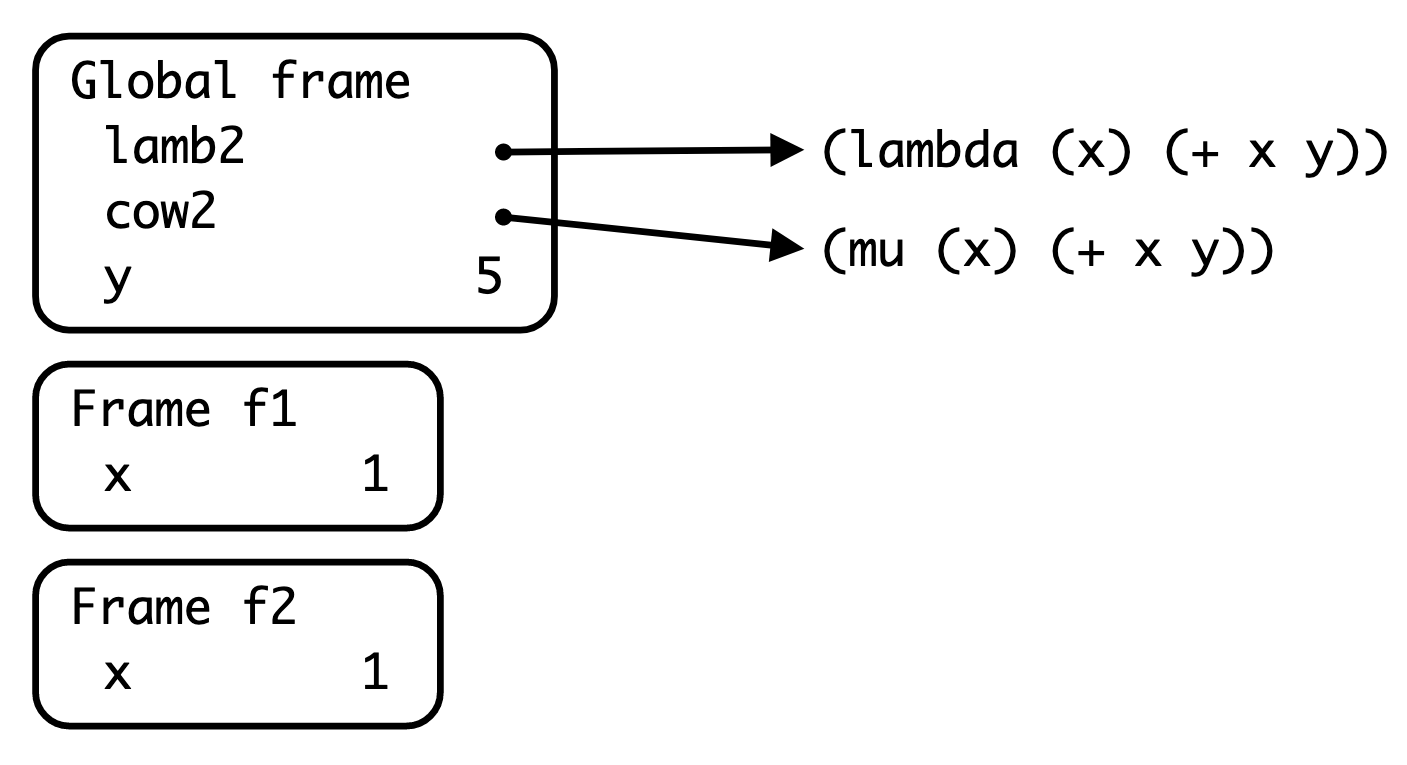 Global frame
lamb2
(lambda (x) (+ x y))
cow2
(mu (x) (+ x y))
y 5
Frame f1
x 1
Frame f2
x 1